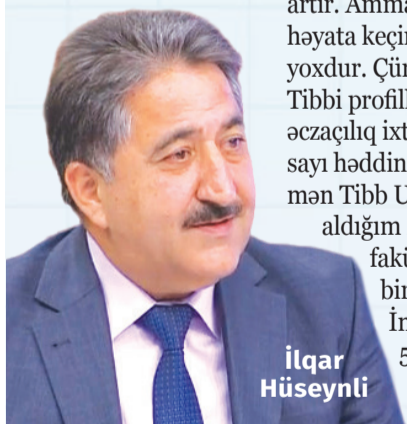 artır. Amma
həyata keçir
yoxdur. Çür
Tibbi profill
əczaçılıq ixt
sayı həddin
mən Tibb U
aldığım
fakü
bir
İn
5
İlqar
Hüseynli